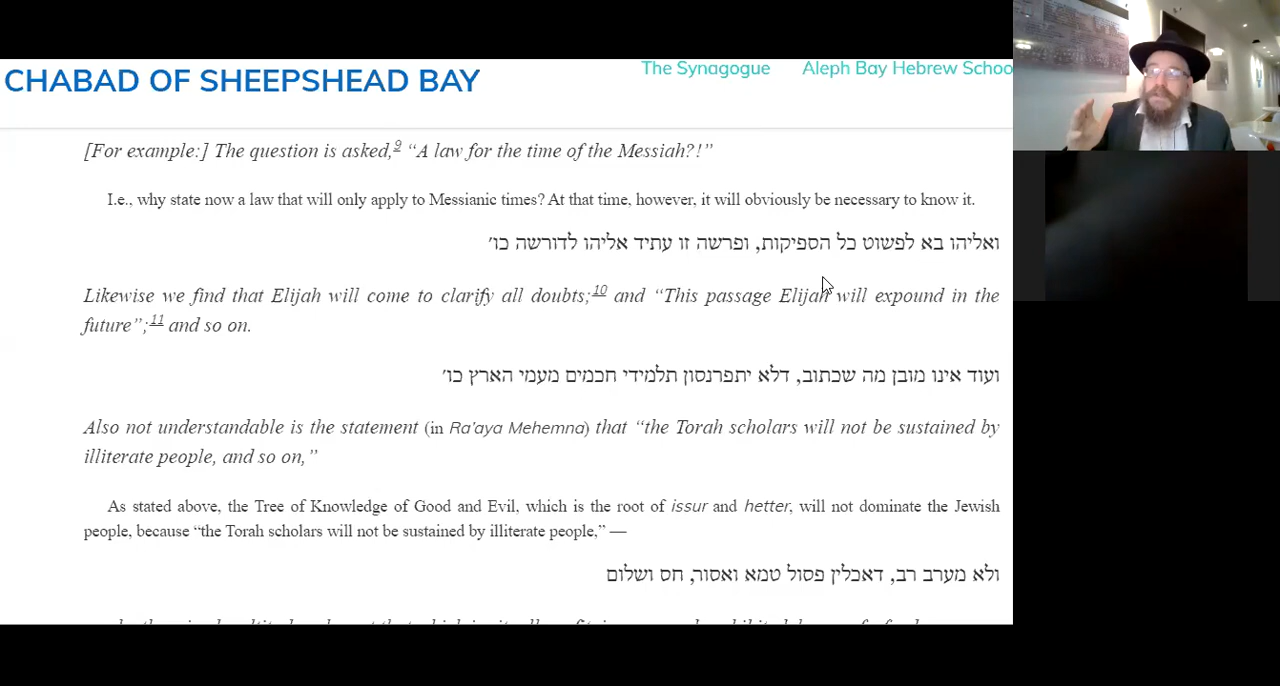 CHABAD OF SHEEPSHEAD BAY
The Synagogue Aleph Bay Hebrew Schoo
[For example:] The question is asked,9 “A law for the time of the Messiah?!”
I.e., why state now a law that will only apply to Messianic times? At that time, however, it will obviously be necessary to know it.
ואליהו בא לפשוט כל הספיקות, ופרשה זו עתיד אליהו לדורשה כו׳
Likewise we find that Elijah will come to clarify all doubts;10 and “This passage Elijah will expound in the
future”;11 and so on.
ועוד אינו מובן מה שכתוב, דלא יתפרנסון תלמידי חכמים מעמי הארץ כו׳
Also not understandable is the statement (in Ra’aya Mehemna) that “the Torah scholars will not be sustained by
illiterate people, and so on,”
As stated above, the Tree of Knowledge of Good and Evil, which is the root of issur and hetter, will not dominate the Jewish
people, because “the Torah scholars will not be sustained by illiterate people,” —
ולא מערב רב, דאכלין פסול טמא ואסור, חס ושלום